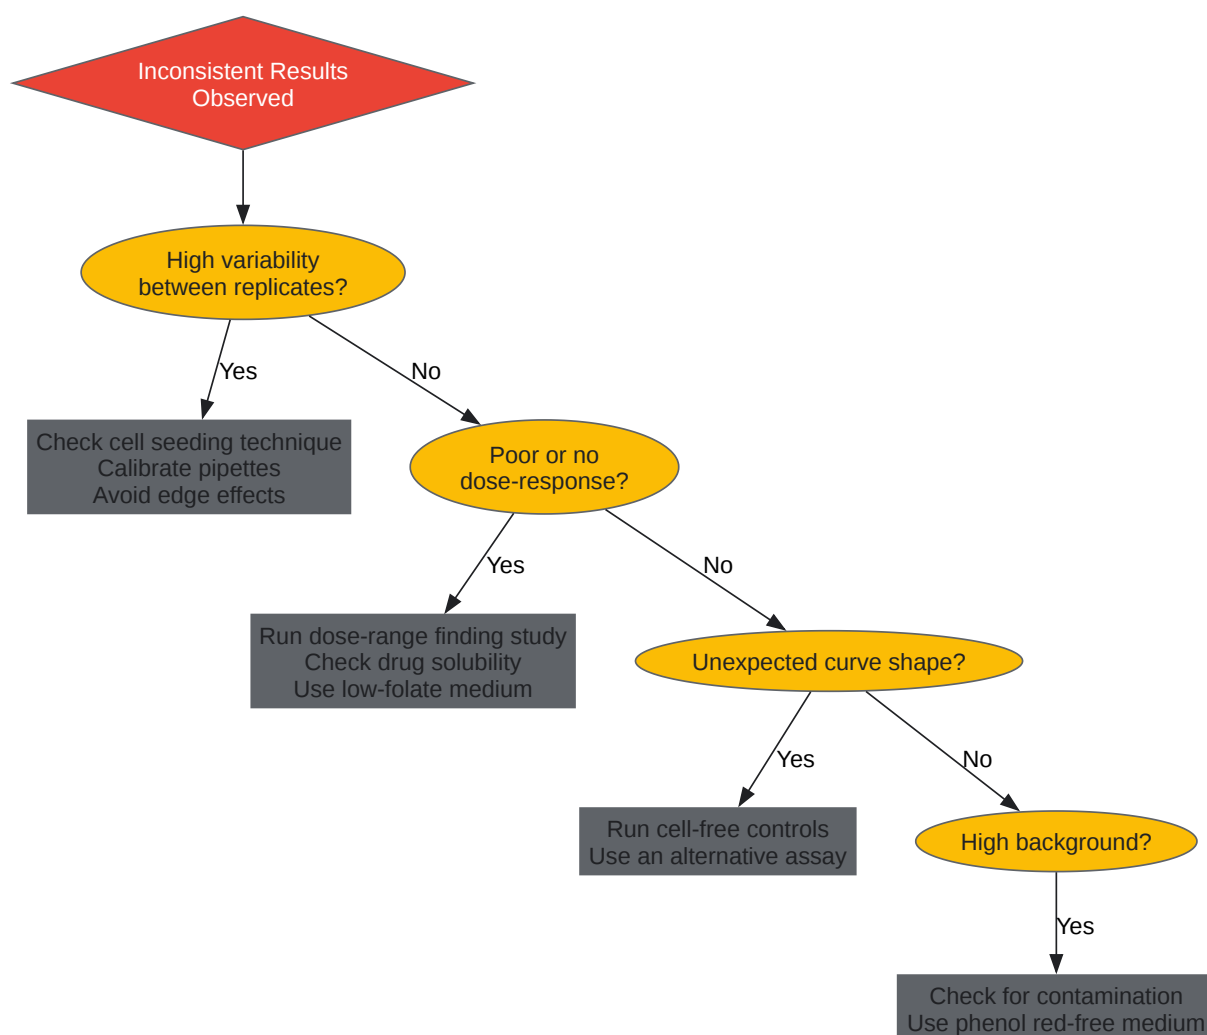 Inconsistent Results
Observed
High variability
between replicates?
Yes
No
Check cell seeding technique
Calibrate pipettes
Avoid edge effects
Poor or no
dose-response?
Yes
No
Run dose-range finding study
Check drug solubility
Use low-folate medium
Unexpected curve shape?
Yes
No
Run cell-free controls
Use an alternative assay
High background?
Yes
Check for contamination
Use phenol red-free medium